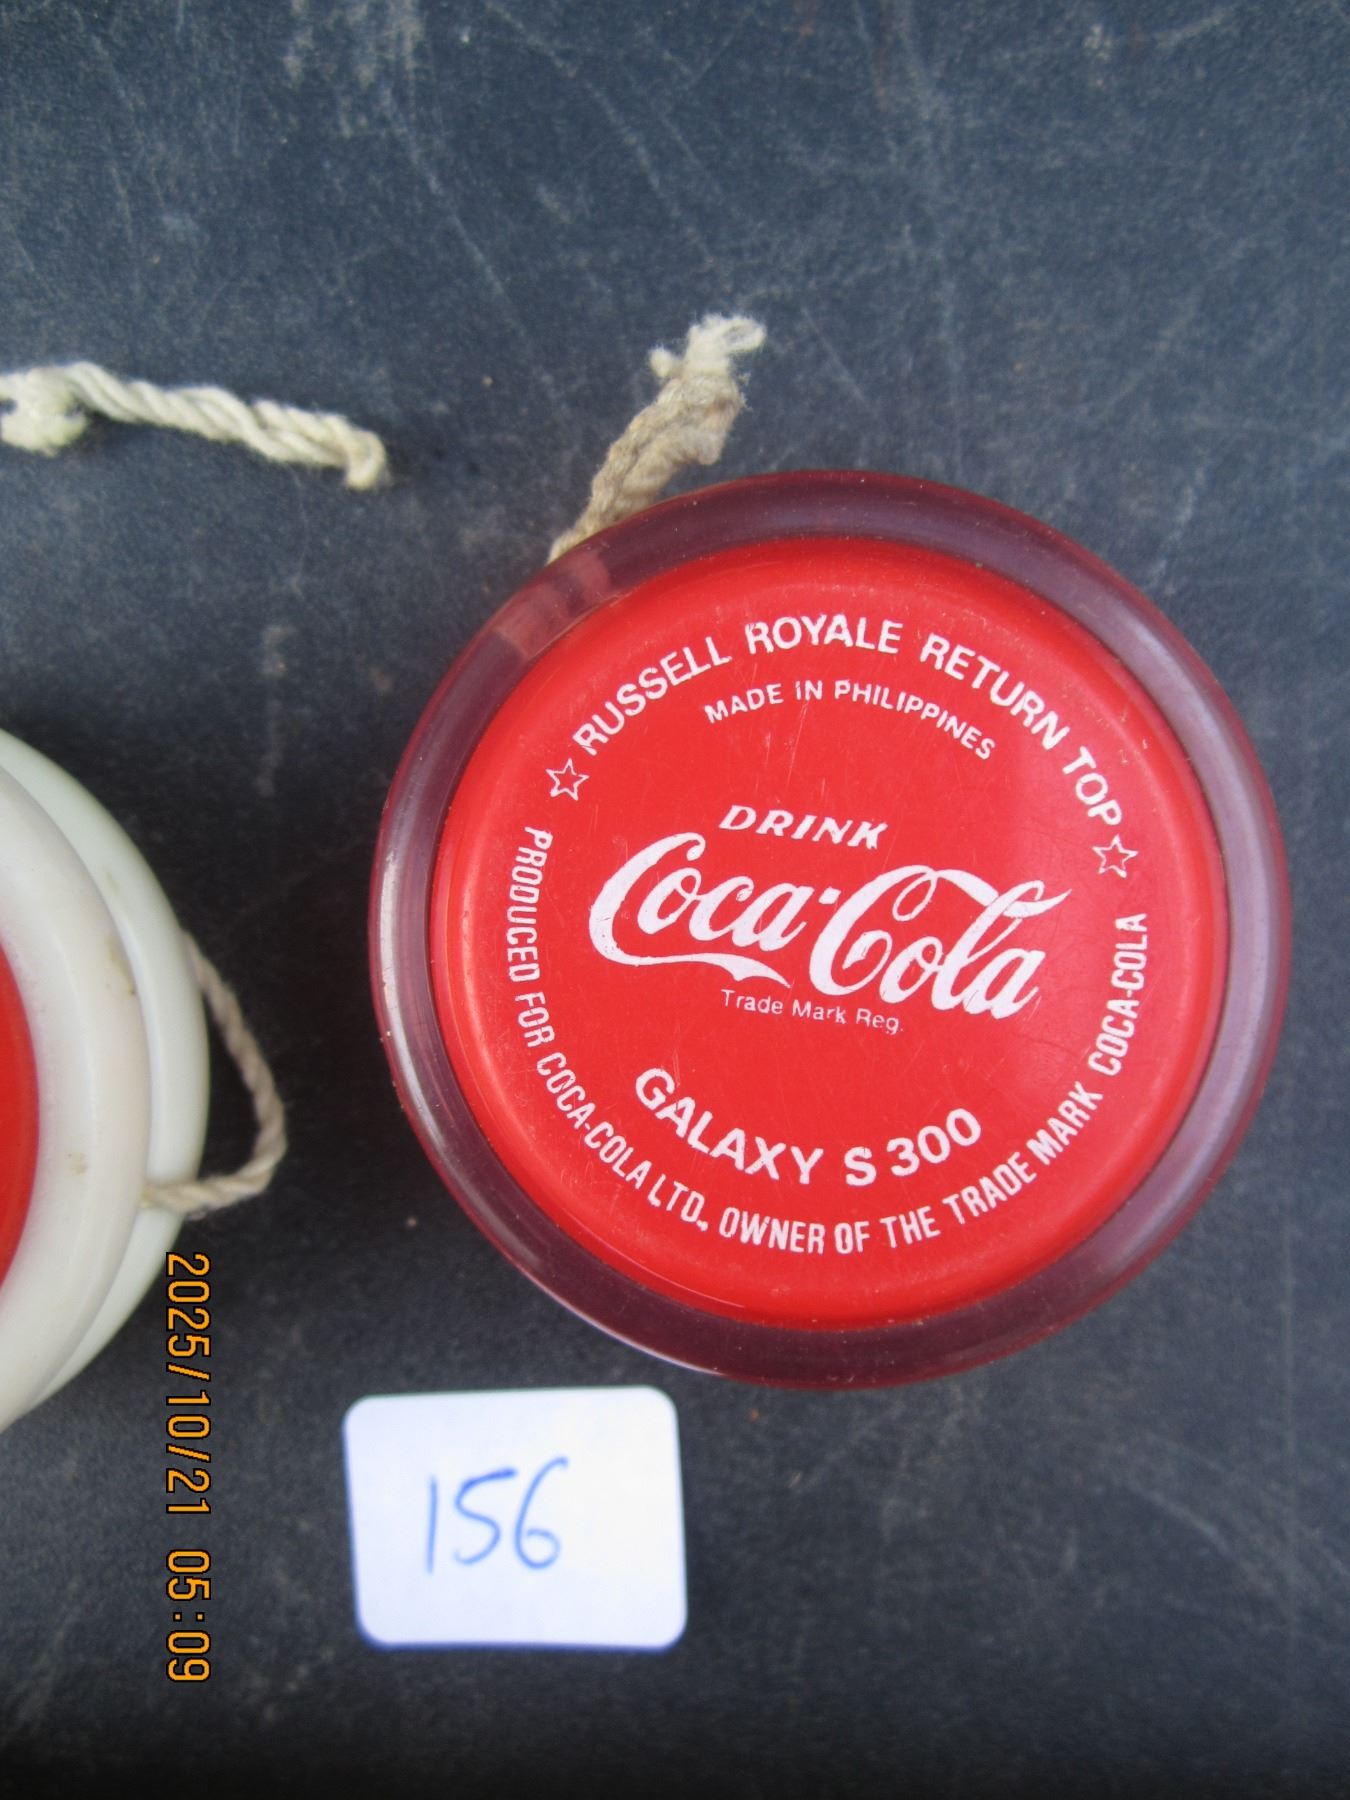 RUSSELL ROYALE RETURN TOP
MADE IN PHILIPPINES
DRINK
Coca-Cola
Trade Mark Reg.
GALAXY S 300
PRODUCED FOR COCA-COLA LTD., OWNER OF THE TRADE MARK COCA-COLA
156
2025/10/21 05:09